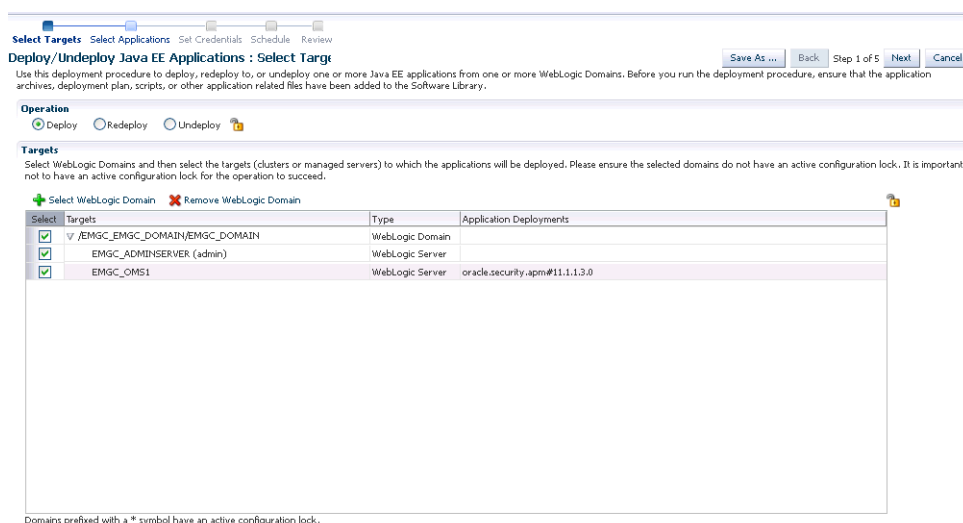 Select Targets Select Applications Set Credentials Schedule Review
Deploy/Undeploy Java EE Applications : Select Targe
Save As ... Back Step 1 of 5 Next Cancel
Use this deployment procedure to deploy, redeploy to, or undeploy one or more Java EE applications from one or more WebLogic Domains. Before you run the deployment procedure, ensure that the application
archives, deployment plan, scripts, or other application related files have been added to the Software Library.
Operation
Deploy Redeploy Undeploy
Targets
Select WebLogic Domains and then select the targets (clusters or managed servers) to which the applications will be deployed. Please ensure the selected domains do not have an active configuration lock. It is important
not to have an active configuration lock for the operation to succeed.
Select WebLogic Domain Remove WebLogic Domain
Select Targets Type Application Deployments
/EMGC_EMGC_DOMAIN/EMGC_DOMAIN WebLogic Domain
EMGC_ADMINSERVER (admin) WebLogic Server
EMGC_OMS1 WebLogic Server oracle.security.apm#11.1.1.3.0
Domains prefixed with a * symbol have an active configuration lock.